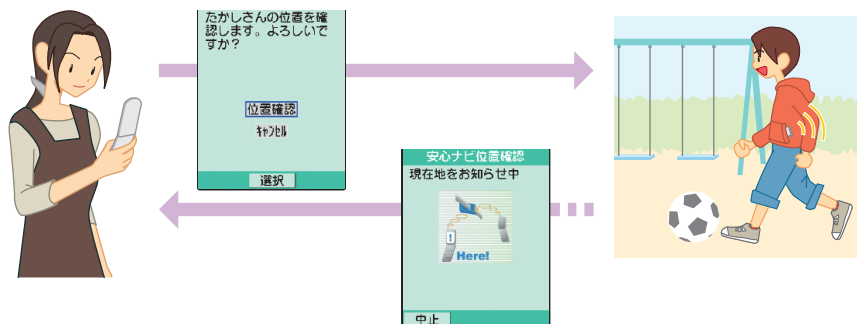 たかしさんの位置を確
認します。よろしいで
すか?
位置確認
ｷｬﾝｾﾙ
選択
安心ナビ位置確認
現在地をお知らせ中
!
Here!
中止